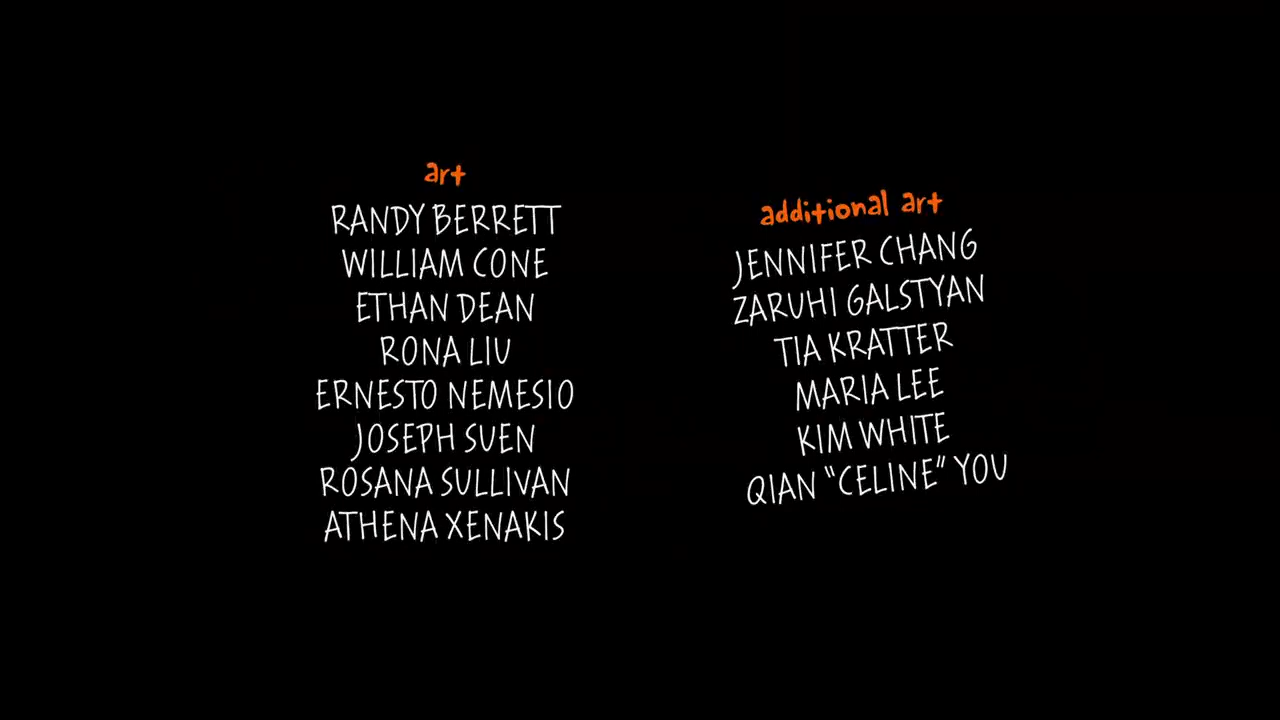 art
RANDY BERRETT
WILLIAM CONE
ETHAN DEAN
RONA LIU
ERNESTO NEMESIO
JOSEPH SUEN
ROSANA SULLIVAN
ATHENA XENAKIS
additional art
JENNIFER CHANG
ZARUHI GALSTYAN
TIA KRATTER
MARIA LEE
KIM WHITE
QIAN "CELINE" YOU